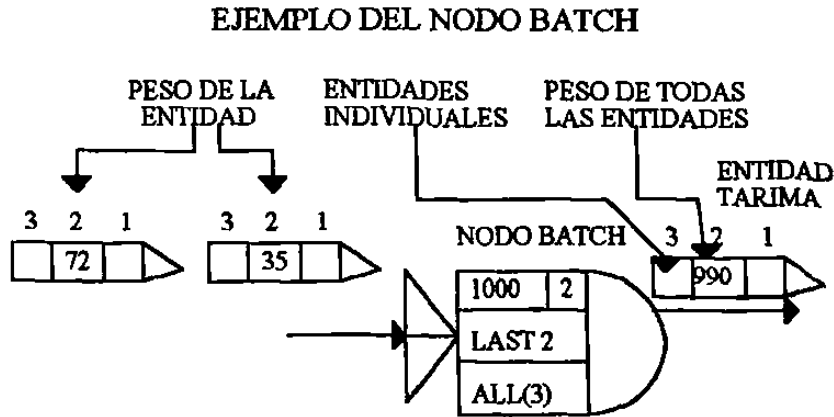 EJEMPLO DEL NODO BATCH
PESO DE LA
ENTIDAD
ENTIDADES
INDIVIDUALES
PESO DE TODAS
LAS ENTIDADES
ENTIDAD
TARIMA
3 2 1
72
3 2 1
35
NODO BATCH
3 2 1
990
1000 2
LAST 2
ALL(3)